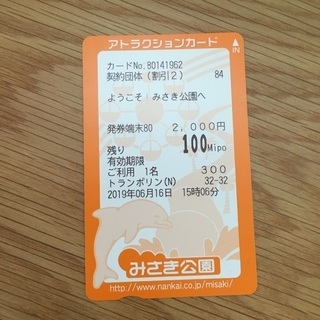 アトラクションカード
▲
IN
カードNo.80141962
契約団体(割引2) 84
ようこそ みさき公園へ
発券端末80 2,000円
残り 100Mipo
有効期限
ご利用 1名 300
トランポリン(N) 32-32
2019年06月16日 15時06分
みさき公園
http://www.nankai.co.jp/misaki/